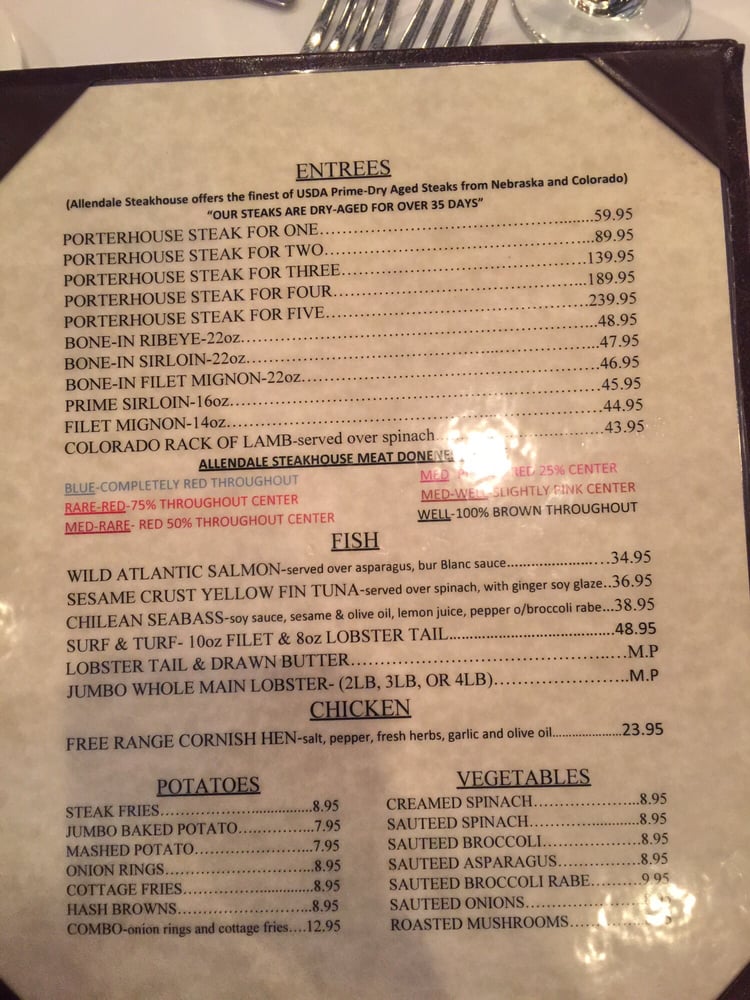 ENTREES
(Allendale Steakhouse offers the finest of USDA Prime-Dry Aged Steaks from Nebraska and Colorado)
"OUR STEAKS ARE DRY-AGED FOR OVER 35 DAYS"
PORTERHOUSE STEAK FOR ONE...59.95
PORTERHOUSE STEAK FOR TWO...89.95
PORTERHOUSE STEAK FOR THREE...139.95
PORTERHOUSE STEAK FOR FOUR...189.95
PORTERHOUSE STEAK FOR FIVE...239.95
BONE-IN RIBEYE-22oz...48.95
BONE-IN SIRLOIN-22oz...47.95
BONE-IN FILET MIGNON-22oz...46.95
PRIME SIRLOIN-16oz...45.95
FILET MIGNON-14oz...44.95
COLORADO RACK OF LAMB-served over spinach...43.95
ALLENDALE STEAKHOUSE MEAT
BLUE-COMPLETELY RED THROUGHOUT
RARE-RED-75% THROUGHOUT CENTER
MED-RARE- RED 50% THROUGHOUT CENTER
MED- 25% CENTER
MED-WELL-SLIGHTLY PINK CENTER
WELL-100% BROWN THROUGHOUT
FISH
WILD ATLANTIC SALMON-served over asparagus, bur Blanc sauce...34.95
SESAME CRUST YELLOW FIN TUNA-served over spinach, with ginger soy glaze..36.95
CHILEAN SEABASS-soy sauce, sesame & olive oil, lemon juice, pepper o/broccoli rabe...38.95
SURF & TURF- 10oz FILET & 8oz LOBSTER TAIL...48.95
LOBSTER TAIL & DRAWN BUTTER...M.P
JUMBO WHOLE MAIN LOBSTER- (2LB, 3LB, OR 4LB)...M.P
CHICKEN
FREE RANGE CORNISH HEN-salt, pepper, fresh herbs, garlic and olive oil...23.95
POTATOES
STEAK FRIES...8.95
JUMBO BAKED POTATO...7.95
MASHED POTATO...7.95
ONION RINGS...8.95
COTTAGE FRIES...8.95
HASH BROWNS...8.95
COMBO-onion rings and cottage fries....12.95
VEGETABLES
CREAMED SPINACH...8.95
SAUTEED SPINACH...8.95
SAUTEED BROCCOLI...8.95
SAUTEED ASPARAGUS...8.95
SAUTEED BROCCOLI RABE...9.95
SAUTEED ONIONS...
ROASTED MUSHROOMS...